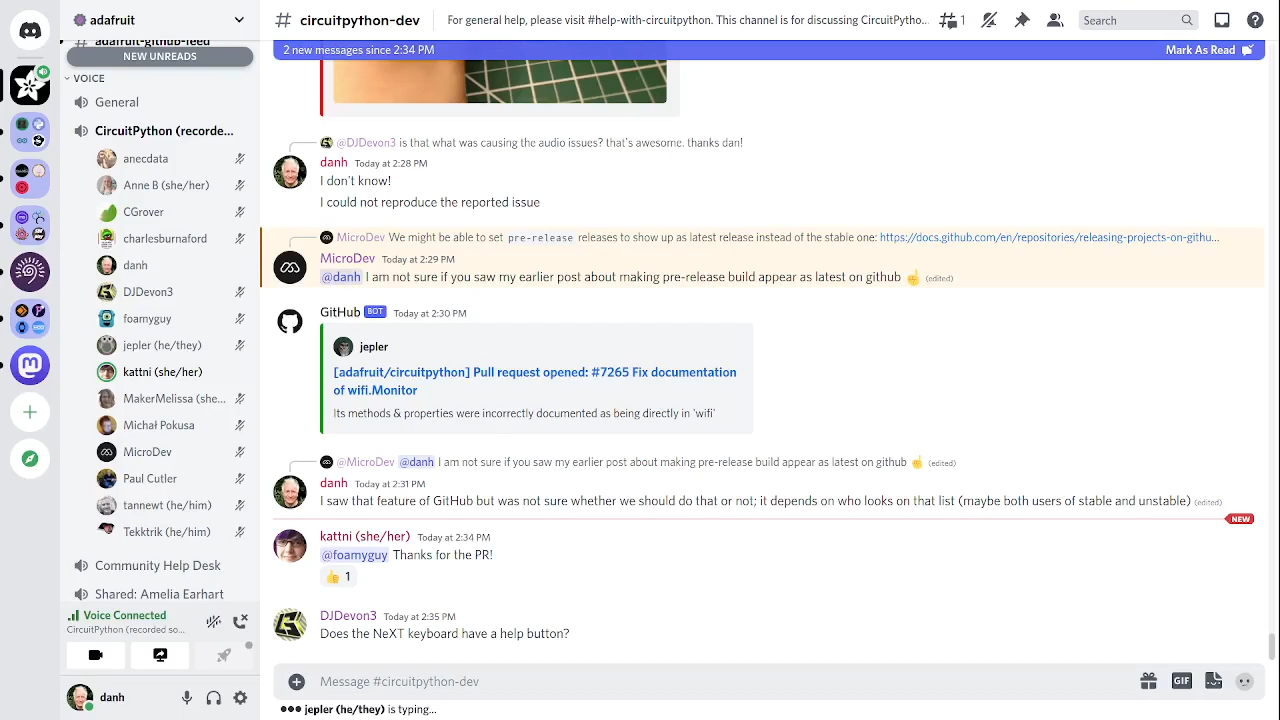 adafruit
# circuitpython-dev
For general help, please visit #help-with-circuitpython. This channel is for discussing CircuitPytho...
1
Search
adafruit-github-feed
NEW UNREADS
VOICE
General
CircuitPython (recorde...
anecdata
Anne B (she/her)
CGrover
charlesburnaford
danh
DJDevon3
foamyguy
jepler (he/they)
kattni (she/her)
MakerMelissa (she...
Michał Pokusa
MicroDev
Paul Cutler
tannewt (he/him)
Tekktrik (he/him)
Community Help Desk
Shared: Amelia Earhart
Voice Connected
CircuitPython (recorded so...
danh
2 new messages since 2:34 PM
Mark As Read
@DJDevon3 is that what was causing the audio issues? that's awesome. thanks dan!
danh Today at 2:28 PM
I don't know!
I could not reproduce the reported issue
MicroDev We might be able to set pre-release releases to show up as latest release instead of the stable one: https://docs.github.com/en/repositories/releasing-projects-on-githu...
MicroDev Today at 2:29 PM
@danh I am not sure if you saw my earlier post about making pre-release build appear as latest on github ☝️ (edited)
GitHub BOT Today at 2:30 PM
jepler
[adafruit/circuitpython] Pull request opened: #7265 Fix documentation
of wifi.Monitor
Its methods & properties were incorrectly documented as being directly in 'wifi'
@MicroDev @danh I am not sure if you saw my earlier post about making pre-release build appear as latest on github ☝️ (edited)
danh Today at 2:31 PM
I saw that feature of GitHub but was not sure whether we should do that or not; it depends on who looks on that list (maybe both users of stable and unstable) (edited)
NEW
kattni (she/her) Today at 2:34 PM
@foamyguy Thanks for the PR!
👍 1
DJDevon3 Today at 2:35 PM
Does the NeXT keyboard have a help button?
Message #circuitpython-dev
GIF
jepler (he/they) is typing...